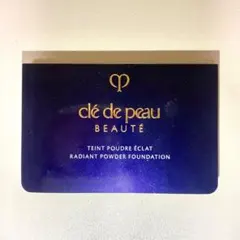 clé de peau
BEAUTÉ
TEINT POUDRE ÉCLAT
RADIANT POWDER FOUNDATION